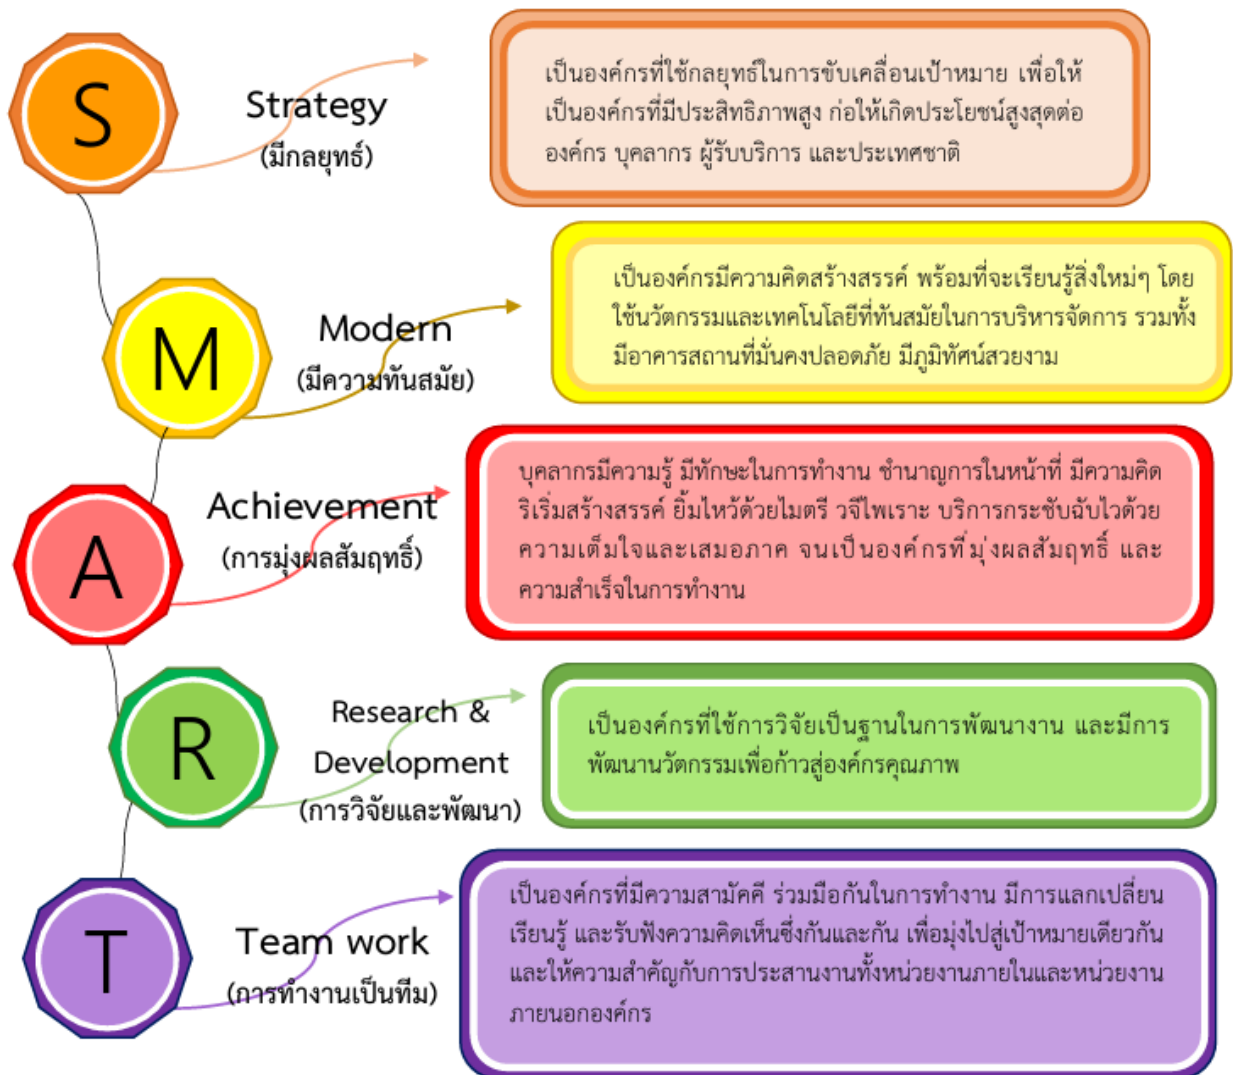 S
Strategy
(มีกลยุทธ์)
เป็นองค์กรที่ใช้กลยุทธ์ในการขับเคลื่อนเป้าหมาย เพื่อให้
เป็นองค์กรที่มีประสิทธิภาพสูง ก่อให้เกิดประโยชน์สูงสุดต่อ
องค์กร บุคลากร ผู้รับบริการ และประเทศชาติ
M
Modern
(มีความทันสมัย)
เป็นองค์กรมีความคิดสร้างสรรค์ พร้อมที่จะเรียนรู้สิ่งใหม่ๆ โดย
ใช้นวัตกรรมและเทคโนโลยีที่ทันสมัยในการบริหารจัดการ รวมทั้ง
มีอาคารสถานที่มั่นคงปลอดภัย มีภูมิทัศน์สวยงาม
A
Achievement
(การมุ่งผลสัมฤทธิ์)
บุคลากรมีความรู้ มีทักษะในการทำงาน ชำนาญการในหน้าที่ มีความคิด
ริเริ่มสร้างสรรค์ ยิ้มไหว้ด้วยไมตรี วจีไพเราะ บริการกระชับฉับไวด้วย
ความเต็มใจและเสมอภาค จนเป็นองค์กรที่มุ่งผลสัมฤทธิ์ และ
ความสำเร็จในการทำงาน
R
Research &
Development
(การวิจัยและพัฒนา)
เป็นองค์กรที่ใช้การวิจัยเป็นฐานในการพัฒนางาน และมีการ
พัฒนานวัตกรรมเพื่อก้าวสู่องค์กรคุณภาพ
T
Team work
(การทำงานเป็นทีม)
เป็นองค์กรที่มีความสามัคคี ร่วมมือกันในการทำงาน มีการแลกเปลี่ยน
เรียนรู้ และรับฟังความคิดเห็นซึ่งกันและกัน เพื่อมุ่งไปสู่เป้าหมายเดียวกัน
และให้ความสำคัญกับการประสานงานทั้งหน่วยงานภายในและหน่วยงาน
ภายนอกองค์กร